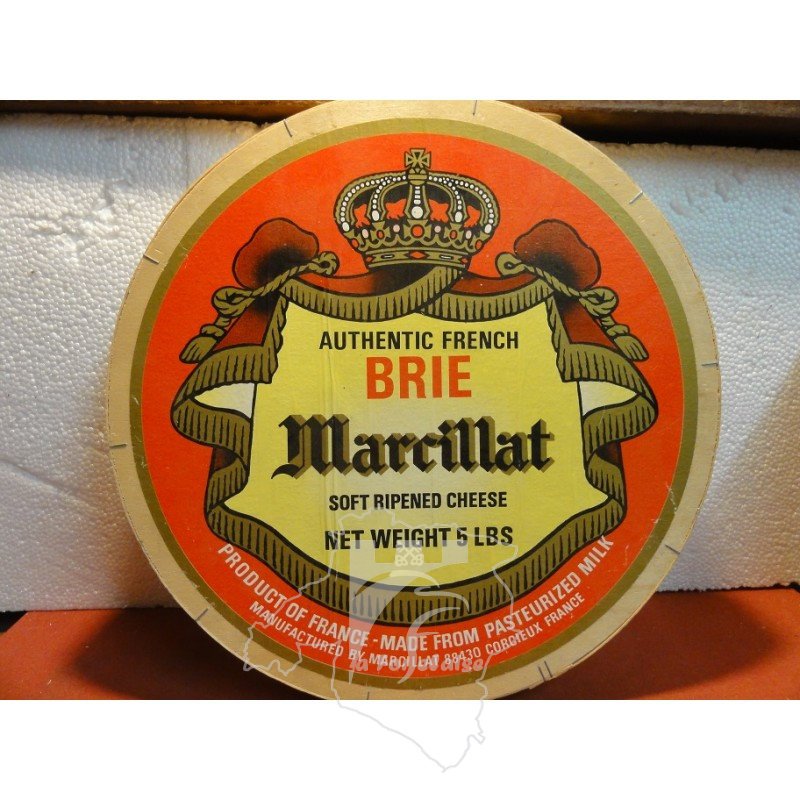 AUTHENTIC FRENCH
BRIE
Marcillat
SOFT RIPENED CHEESE
NET WEIGHT 5 LBS
PRODUCT OF FRANCE - MADE FROM PASTEURIZED MILK
MANUFACTURED BY MARCILLAT 88430 CORCIEUX FRANCE